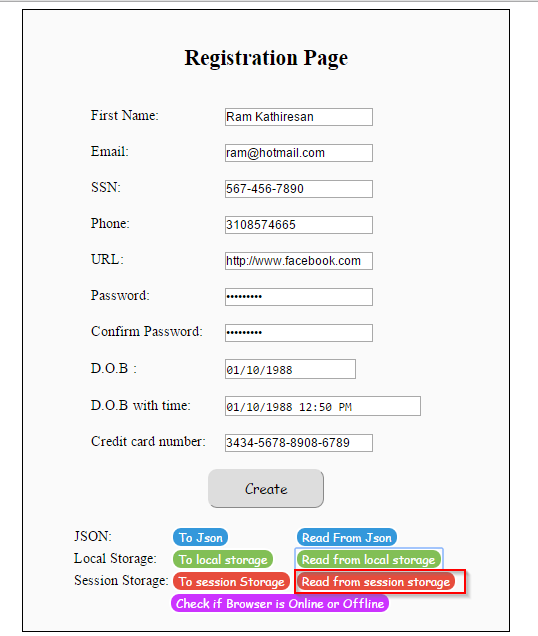 Registration Page
First Name: Ram Kathiresan
Email: ram@hotmail.com
SSN: 567-456-7890
Phone: 3108574665
URL: http://www.facebook.com
Password: •••••••••
Confirm Password: •••••••••
D.O.B : 01/10/1988
D.O.B with time: 01/10/1988 12:50 PM
Credit card number: 3434-5678-8908-6789
Create
JSON: To Json Read From Json
Local Storage: To local storage Read from local storage
Session Storage: To session Storage Read from session storage
Check if Browser is Online or Offline